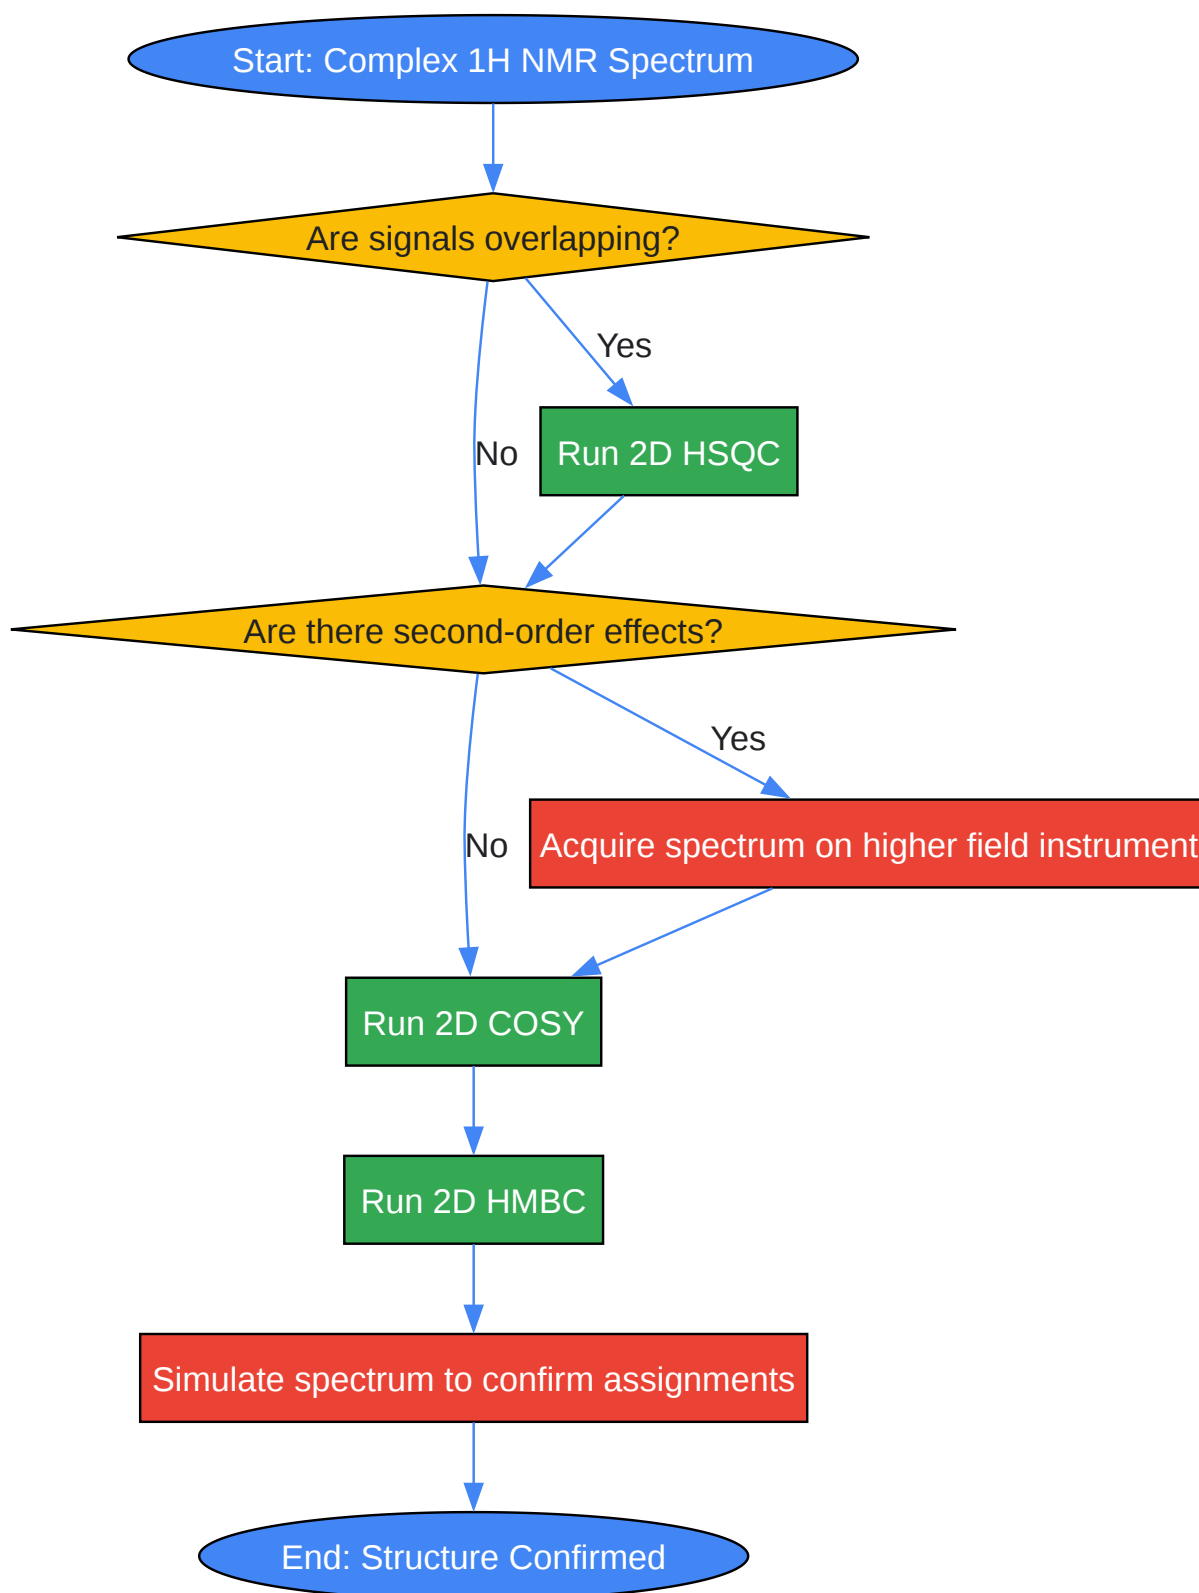 Start: Complex 1H NMR Spectrum
Are signals overlapping?
Yes
No
Run 2D HSQC
Are there second-order effects?
Yes
No
Acquire spectrum on higher field instrument
Run 2D COSY
Run 2D HMBC
Simulate spectrum to confirm assignments
End: Structure Confirmed